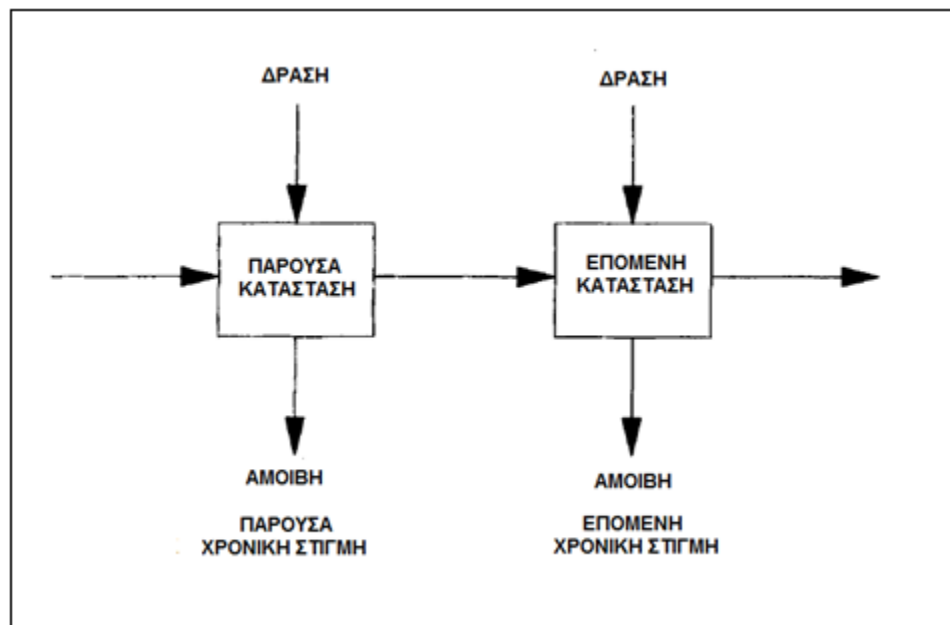 ΔΡΑΣΗ
ΔΡΑΣΗ
ΠΑΡΟΥΣΑ
ΚΑΤΑΣΤΑΣΗ
ΕΠΟΜΕΝΗ
ΚΑΤΑΣΤΑΣΗ
ΑΜΟΙΒΗ
ΑΜΟΙΒΗ
ΠΑΡΟΥΣΑ
ΧΡΟΝΙΚΗ ΣΤΙΓΜΗ
ΕΠΟΜΕΝΗ
ΧΡΟΝΙΚΗ ΣΤΙΓΜΗ